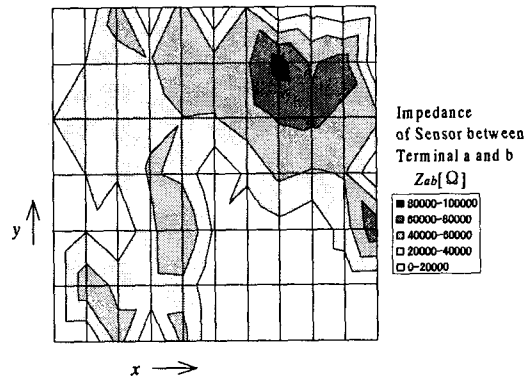 Impedance
of Sensor between
Terminal a and b
Zab[Ω]
80000-100000
60000-80000
40000-60000
20000-40000
0-20000
y
x